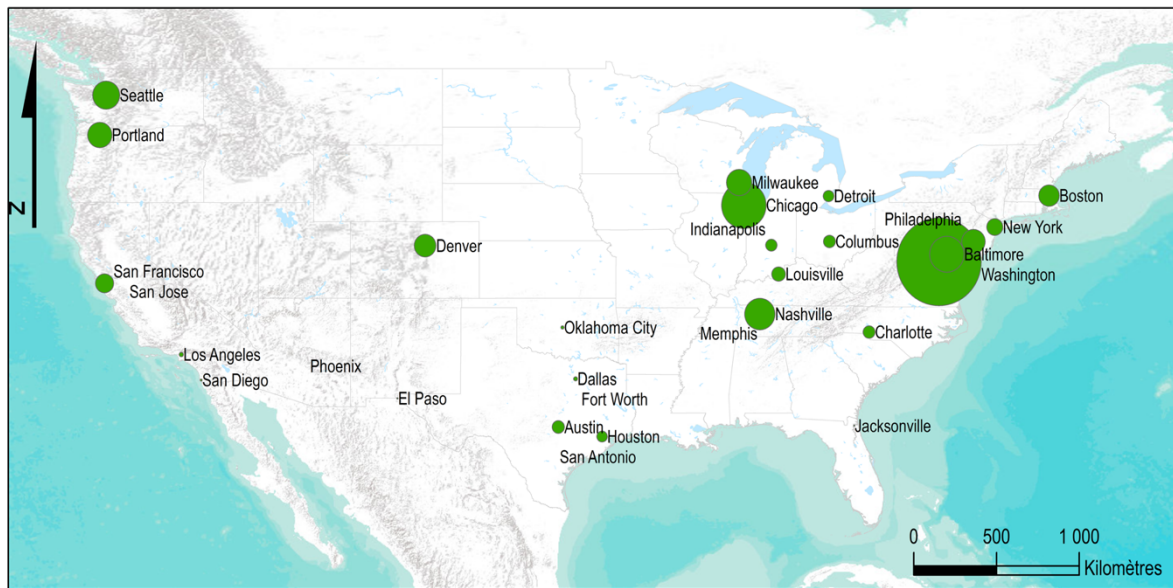 Seattle
Portland
Milwaukee
Detroit
Boston
Chicago
Philadelphia
New York
Indianapolis
Denver
Columbus
Baltimore
San Francisco
Louisville
Washington
San Jose
Nashville
Oklahoma City
Memphis
Charlotte
Los Angeles
Phoenix
San Diego
Dallas
El Paso
Fort Worth
Austin
Houston
Jacksonville
San Antonio
N
0 500 1 000
Kilomètres